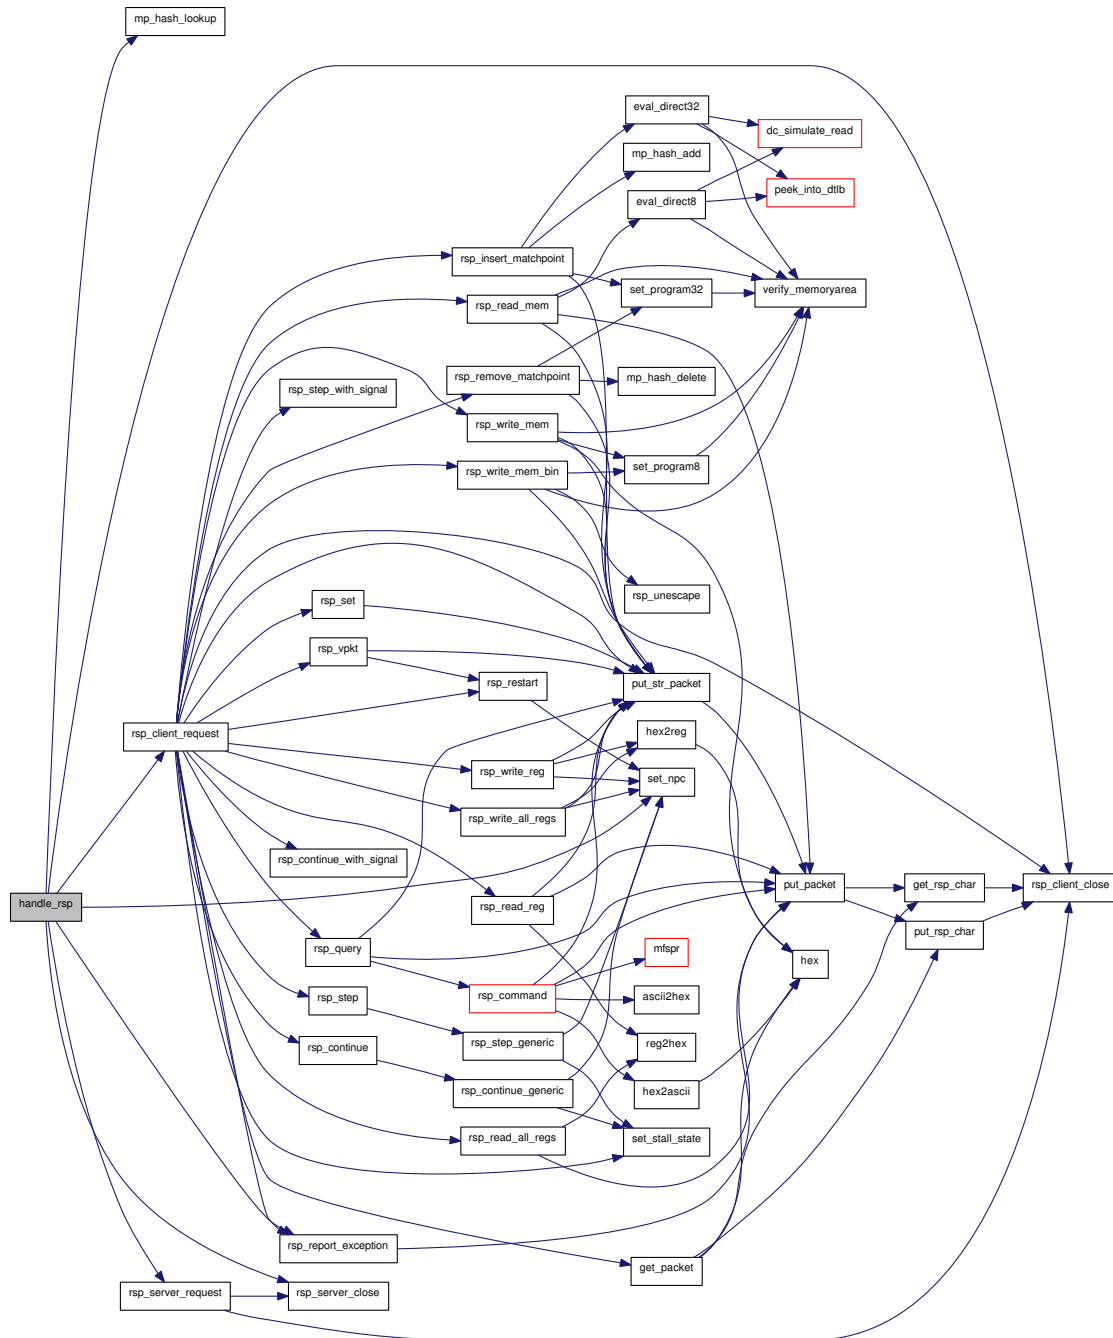 mp_hash_lookup
eval_direct32
dc_simulate_read
mp_hash_add
peek_into_dtlb
eval_direct8
rsp_insert_matchpoint
set_program32
verify_memoryarea
rsp_read_mem
rsp_remove_matchpoint
mp_hash_delete
rsp_step_with_signal
rsp_write_mem
set_program8
rsp_write_mem_bin
rsp_unescape
rsp_set
rsp_vpkt
rsp_restart
put_str_packet
rsp_client_request
hex2reg
rsp_write_reg
set_npc
rsp_write_all_regs
rsp_continue_with_signal
put_packet
get_rsp_char
rsp_client_close
handle_rsp
rsp_read_reg
put_rsp_char
rsp_query
mfspr
hex
rsp_command
ascii2hex
rsp_step
rsp_step_generic
reg2hex
rsp_continue
rsp_continue_generic
hex2ascii
rsp_read_all_regs
set_stall_state
rsp_report_exception
get_packet
rsp_server_request
rsp_server_close